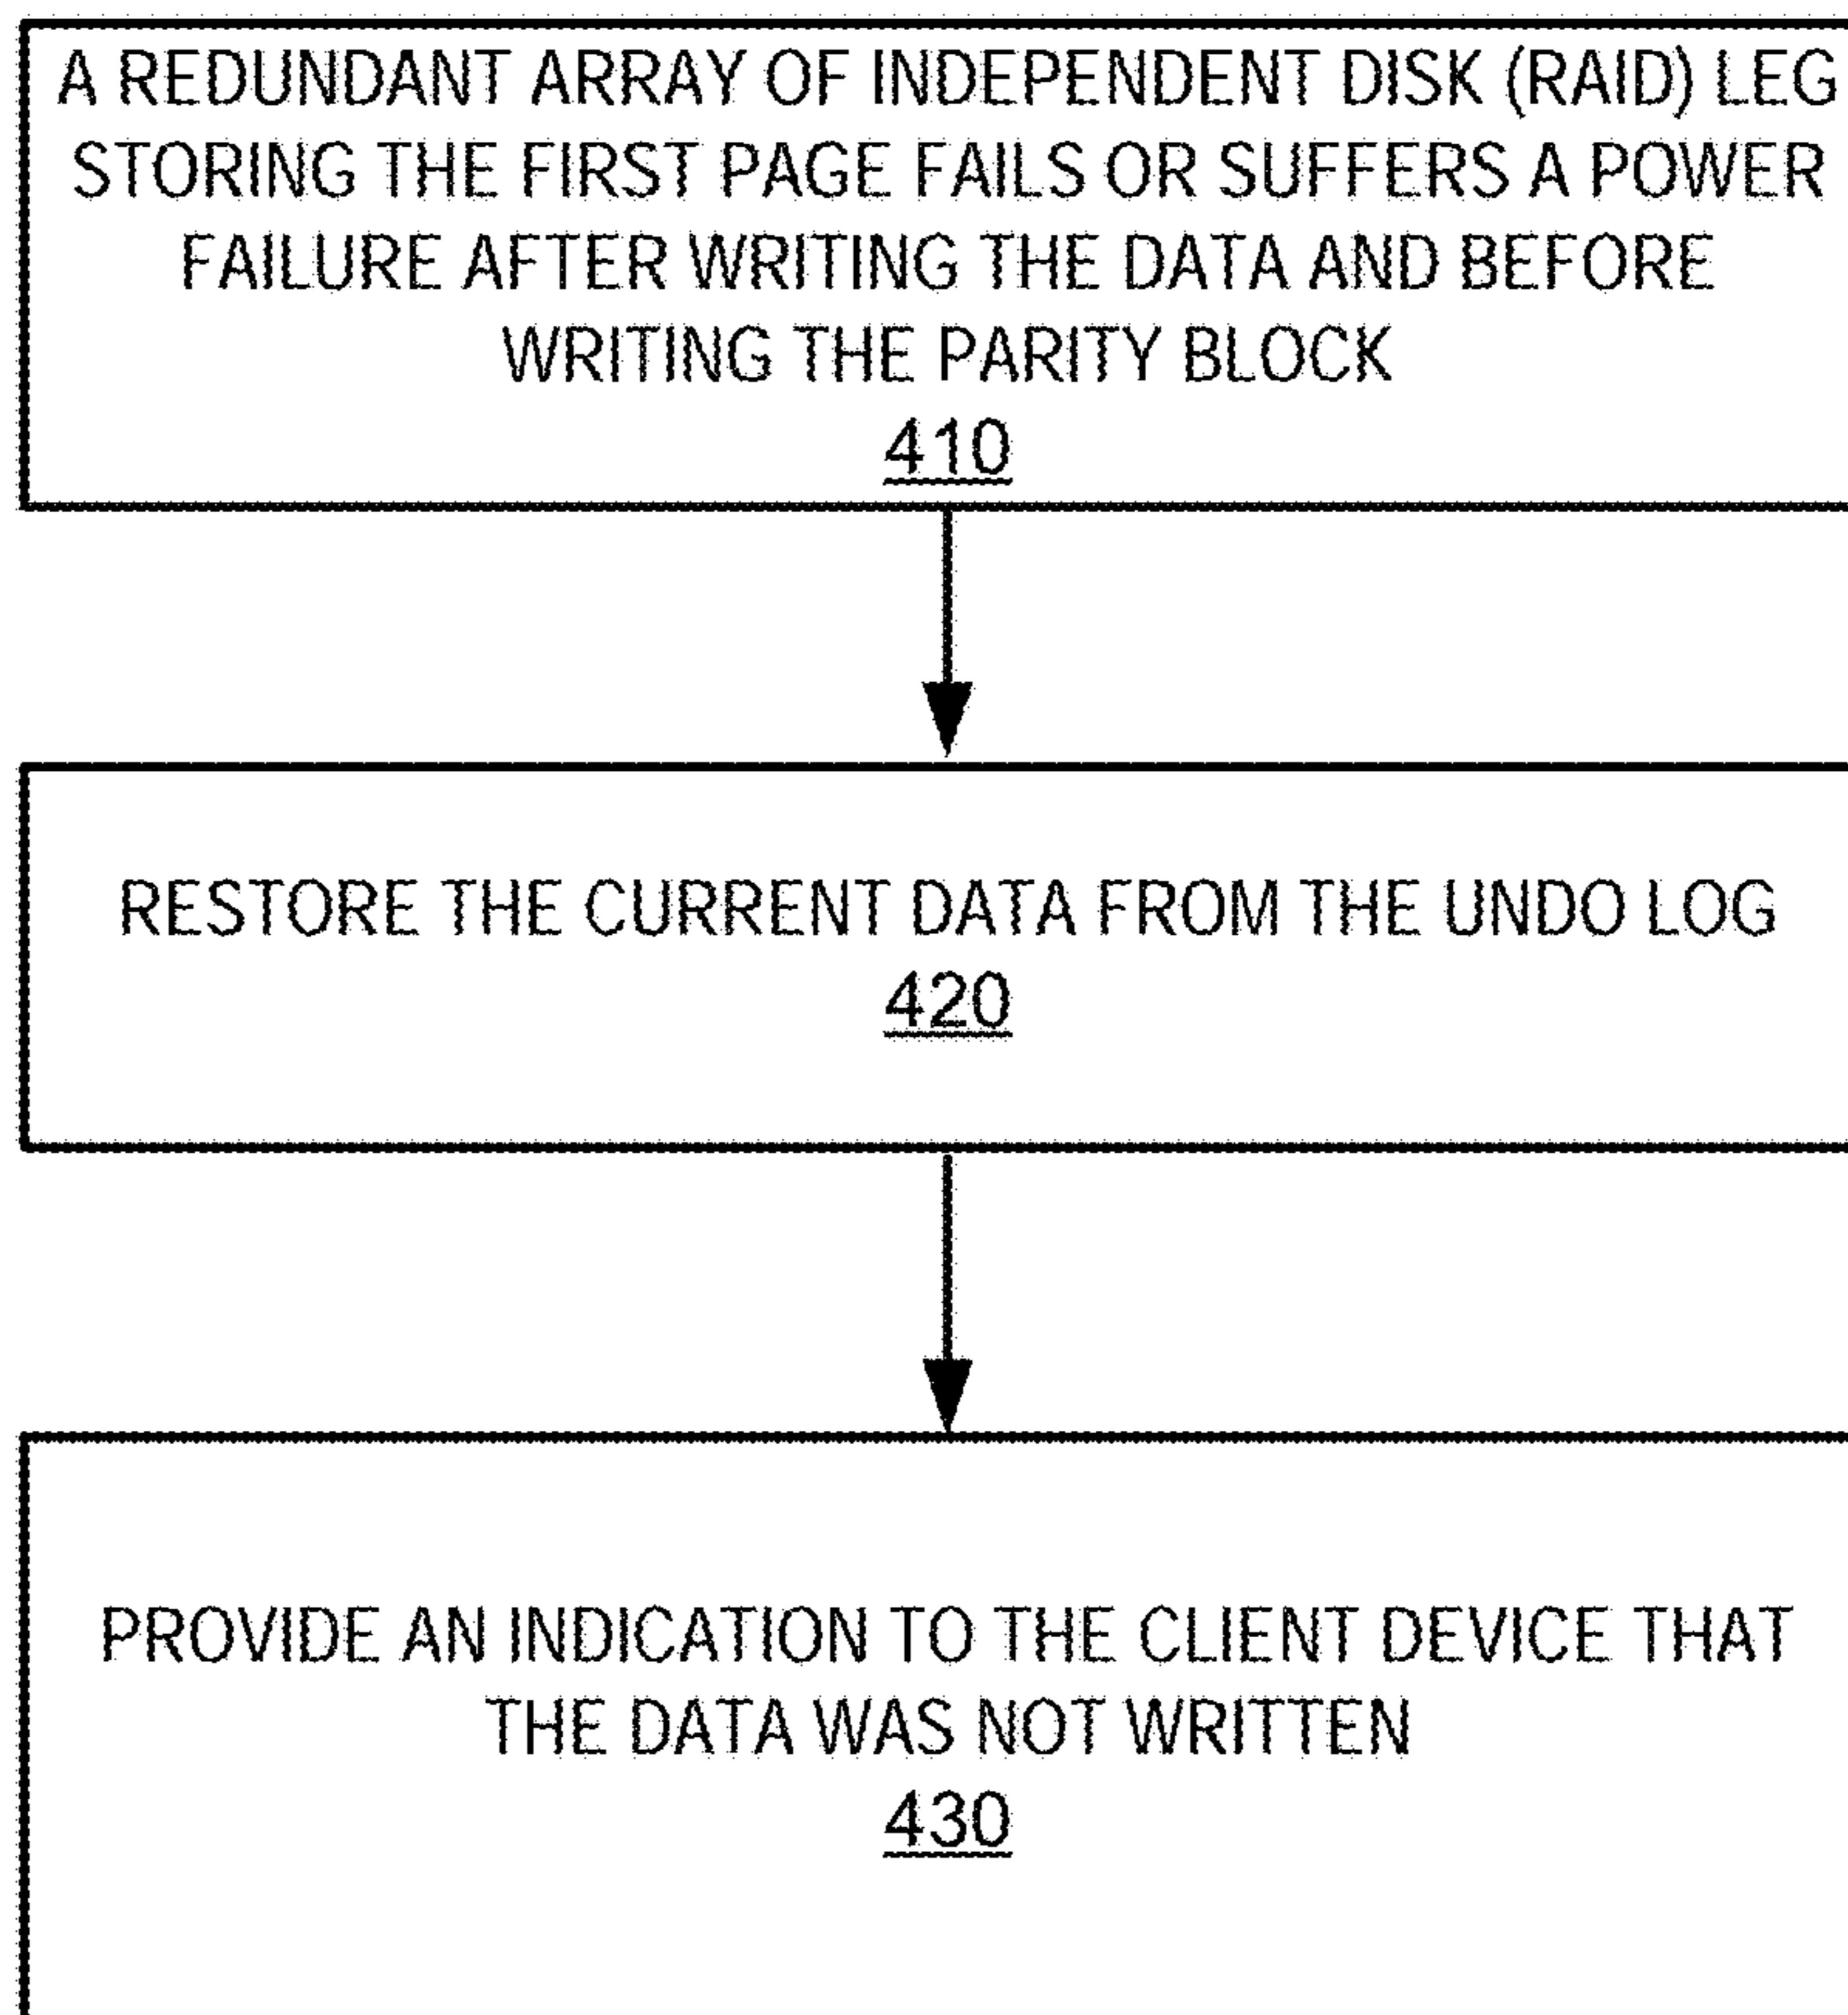 A REDUNDANT ARRAY OF INDEPENDENT DISK (RAID) LEG
STORING THE FIRST PAGE FAILS OR SUFFERS A POWER
FAILURE AFTER WRITING THE DATA AND BEFORE
WRITING THE PARITY BLOCK
410
RESTORE THE CURRENT DATA FROM THE UNDO LOG
420
PROVIDE AN INDICATION TO THE CLIENT DEVICE THAT
THE DATA WAS NOT WRITTEN
430